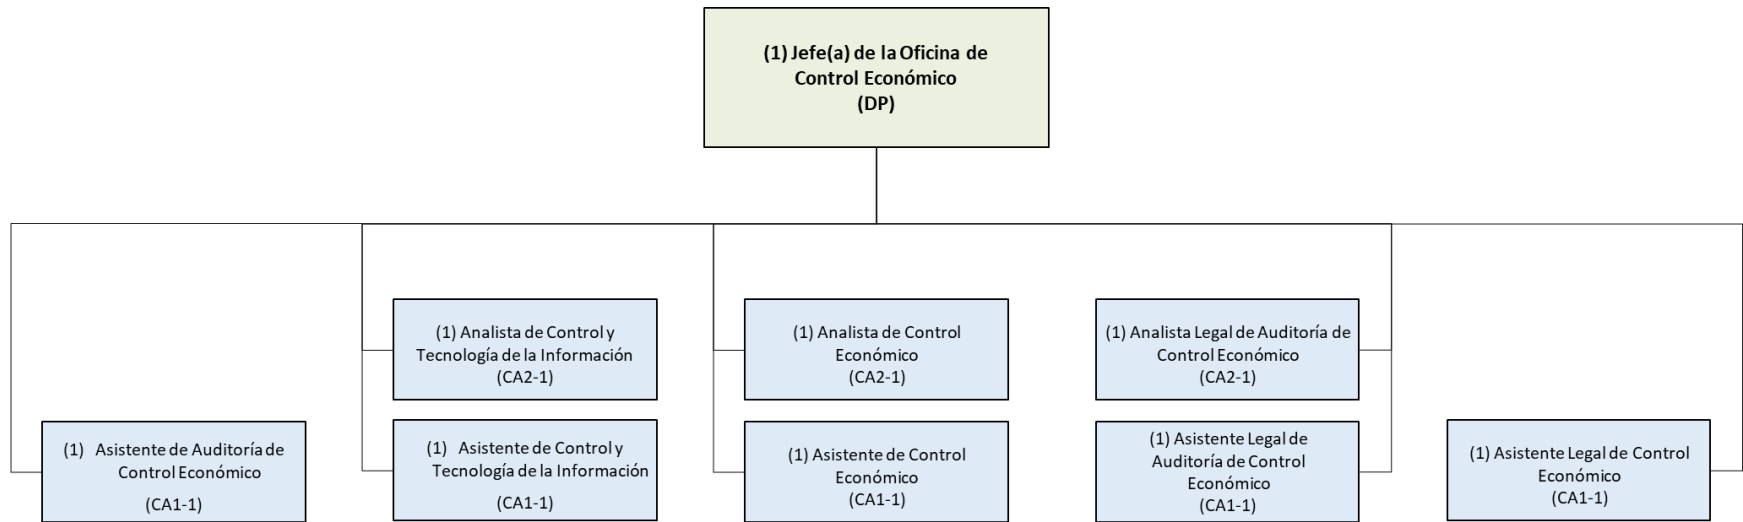 (1) Jefe(a) de la Oficina de
Control Económico
(DP)
(1) Analista de Control y
Tecnología de la Información
(CA2-1)
(1) Analista de Control
Económico
(CA2-1)
(1) Analista Legal de Auditoría de
Control Económico
(CA2-1)
(1) Asistente de Auditoría de
Control Económico
(CA1-1)
(1) Asistente de Control y
Tecnología de la Información
(CA1-1)
(1) Asistente de Control
Económico
(CA1-1)
(1) Asistente Legal de
Auditoría de Control
Económico
(CA1-1)
(1) Asistente Legal de Control
Económico
(CA1-1)